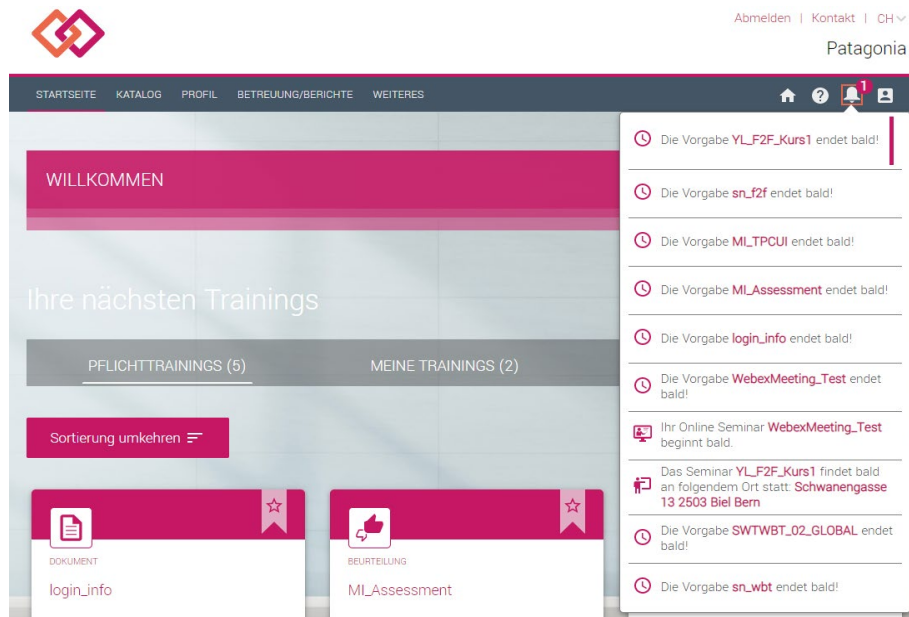 Abmelden | Kontakt | CH
Patagonia
STARTSEITE KATALOG PROFIL BETREUUNG/BERICHTE WEITERES
1
WILLKOMMEN
Ihre nächsten Trainings
PFLICHTTRAININGS (5) MEINE TRAININGS (2)
Sortierung umkehren
DOKUMENT
login_info
BEURTEILUNG
MI_Assessment
Die Vorgabe YL_F2F_Kurs1 endet bald!
Die Vorgabe sn_f2f endet bald!
Die Vorgabe MI_TPCUI endet bald!
Die Vorgabe MI_Assessment endet bald!
Die Vorgabe login_info endet bald!
Die Vorgabe WebexMeeting_Test endet
bald!
Ihr Online Seminar WebexMeeting_Test
beginnt bald.
Das Seminar YL_F2F_Kurs1 findet bald
an folgendem Ort statt: Schwanengasse
13 2503 Biel Bern
Die Vorgabe SWTWBT_02_GLOBAL endet
bald!
Die Vorgabe sn_wbt endet bald!